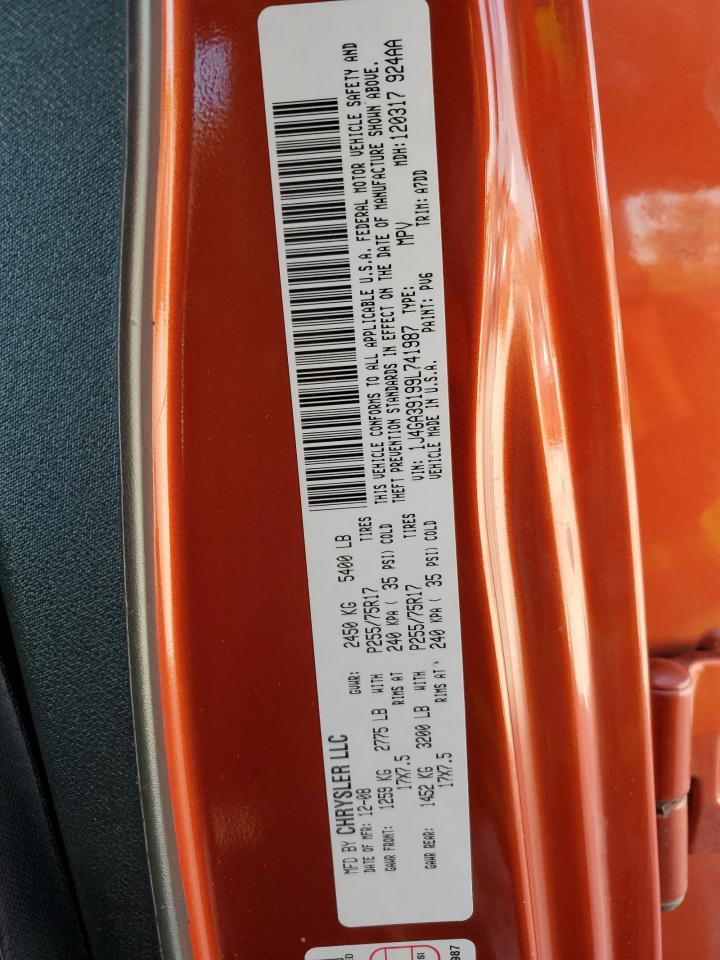 MFD BY CHRYSLER LLC
DATE OF MFR: 12-08
GVWR: 2450 KG 5400 LB
GAWR FRONT: 1259 KG 2775 LB WITH P255/75R17 TIRES
17X7.5 RIMS AT 240 KPA ( 35 PSI) COLD
GAWR REAR: 1452 KG 3200 LB WITH P255/75R17 TIRES
17X7.5 RIMS AT 240 KPA ( 35 PSI) COLD
THIS VEHICLE CONFORMS TO ALL APPLICABLE U.S.A. FEDERAL MOTOR VEHICLE SAFETY AND
THEFT PREVENTION STANDARDS IN EFFECT ON THE DATE OF MANUFACTURE SHOWN ABOVE.
VIN: 1J4GA39199L741987 TYPE: MPV MDH: 120317 924AA
VEHICLE MADE IN U.S.A. PAINT: PV6 TRIM: A7DD
ED
SI
987